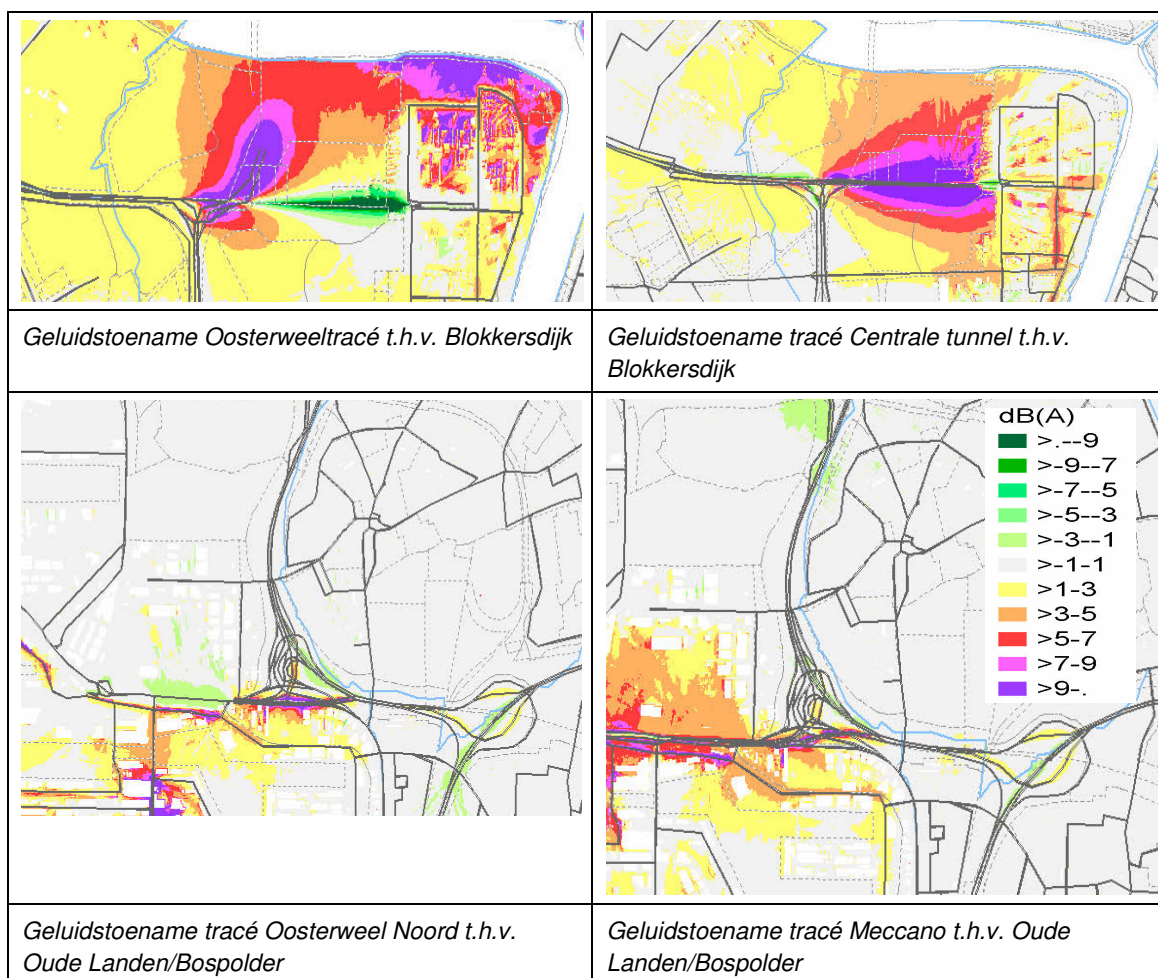 Geluidstoename Oosterweeltracé t.h.v. Blokkersdijk
Geluidstoename tracé Centrale tunnel t.h.v.
Blokkersdijk
dB(A)
>.--9
>-9--7
>-7--5
>-5--3
>-3--1
>-1-1
>1-3
>3-5
>5-7
>7-9
>9-.
Geluidstoename tracé Oosterweel Noord t.h.v.
Oude Landen/Bospolder
Geluidstoename tracé Meccano t.h.v. Oude
Landen/Bospolder